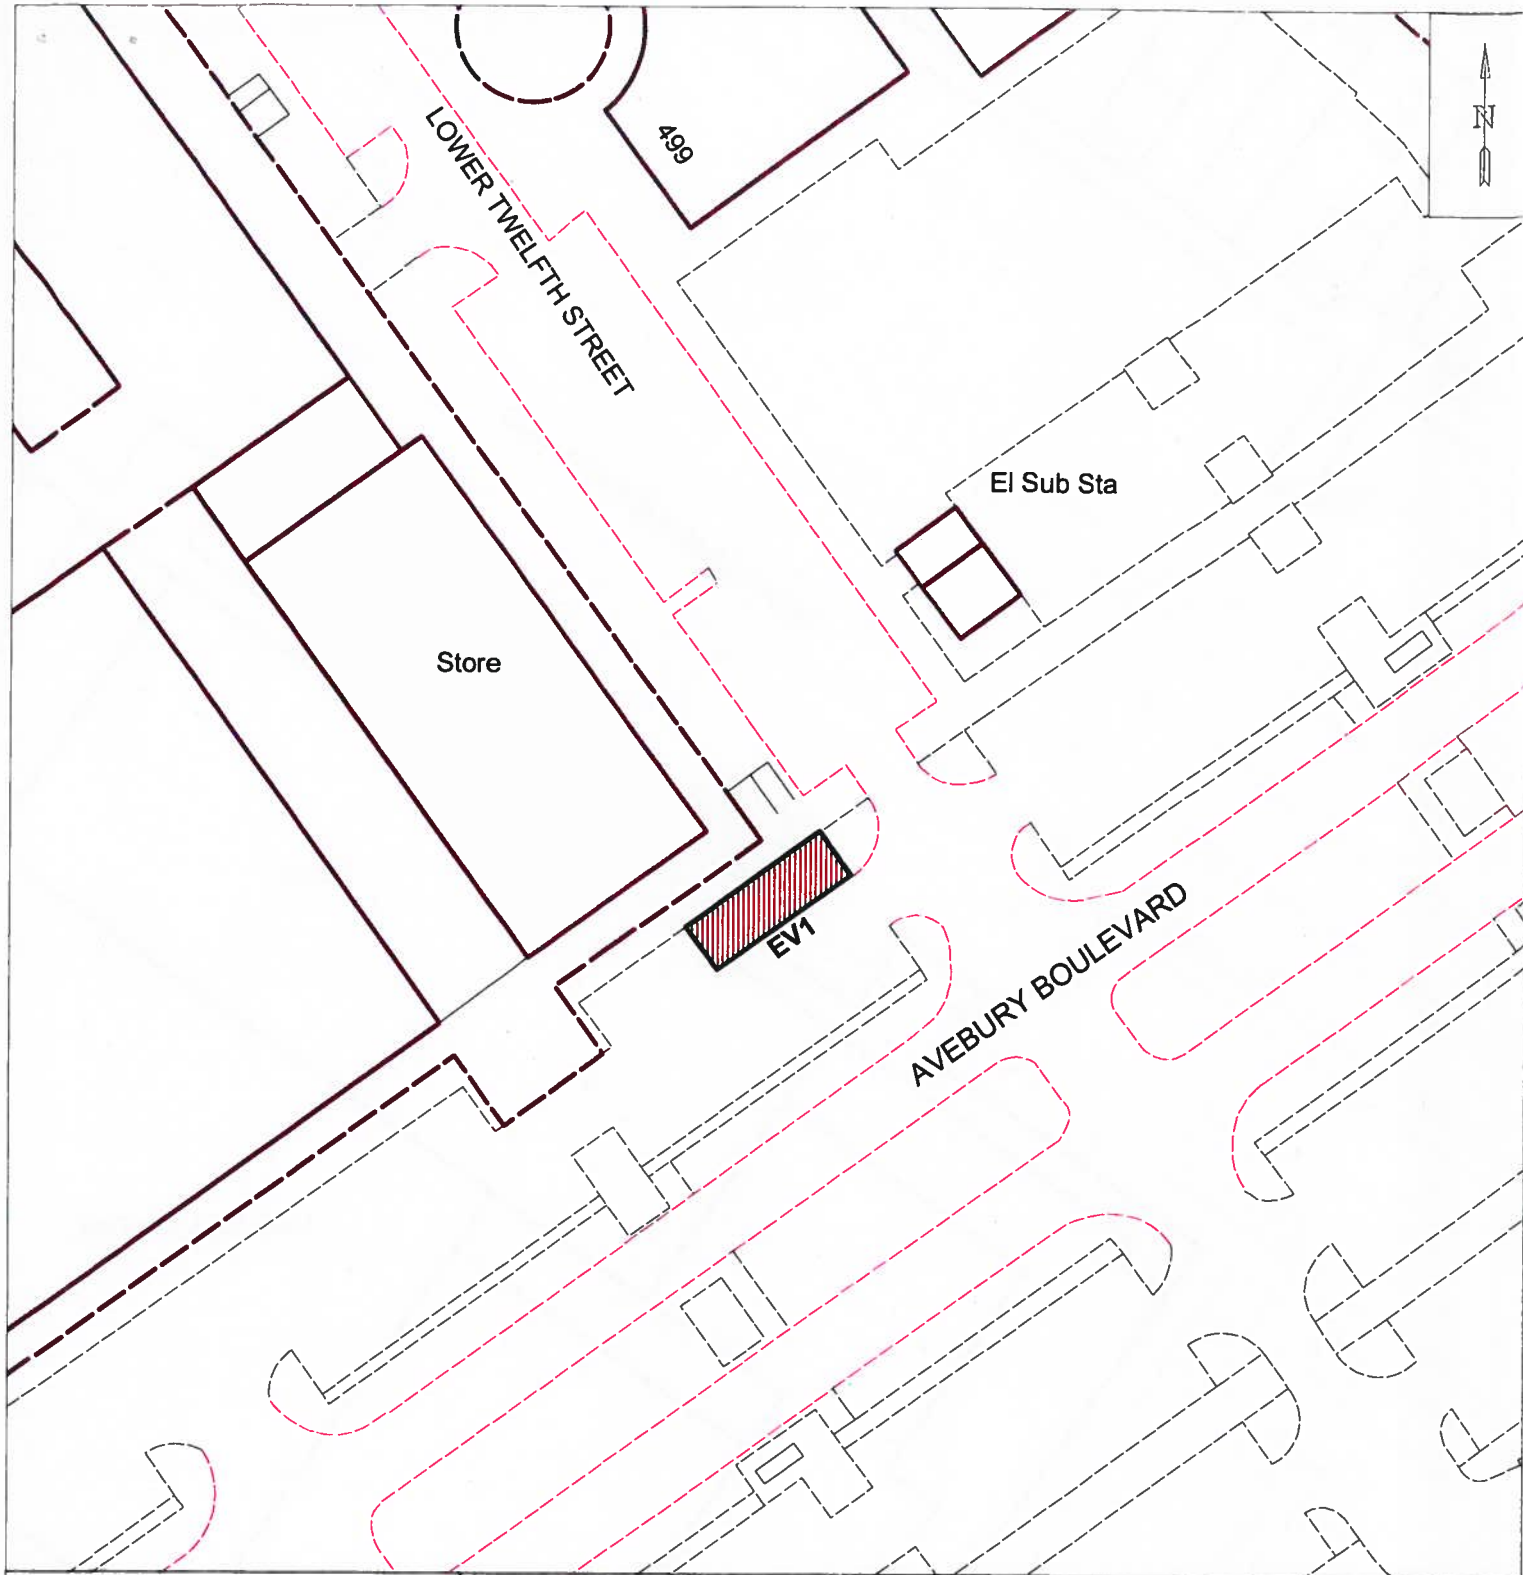 N
499
LOWER TWELFTH STREET
El Sub Sta
Store
EV1
AVEBURY BOULEVARD